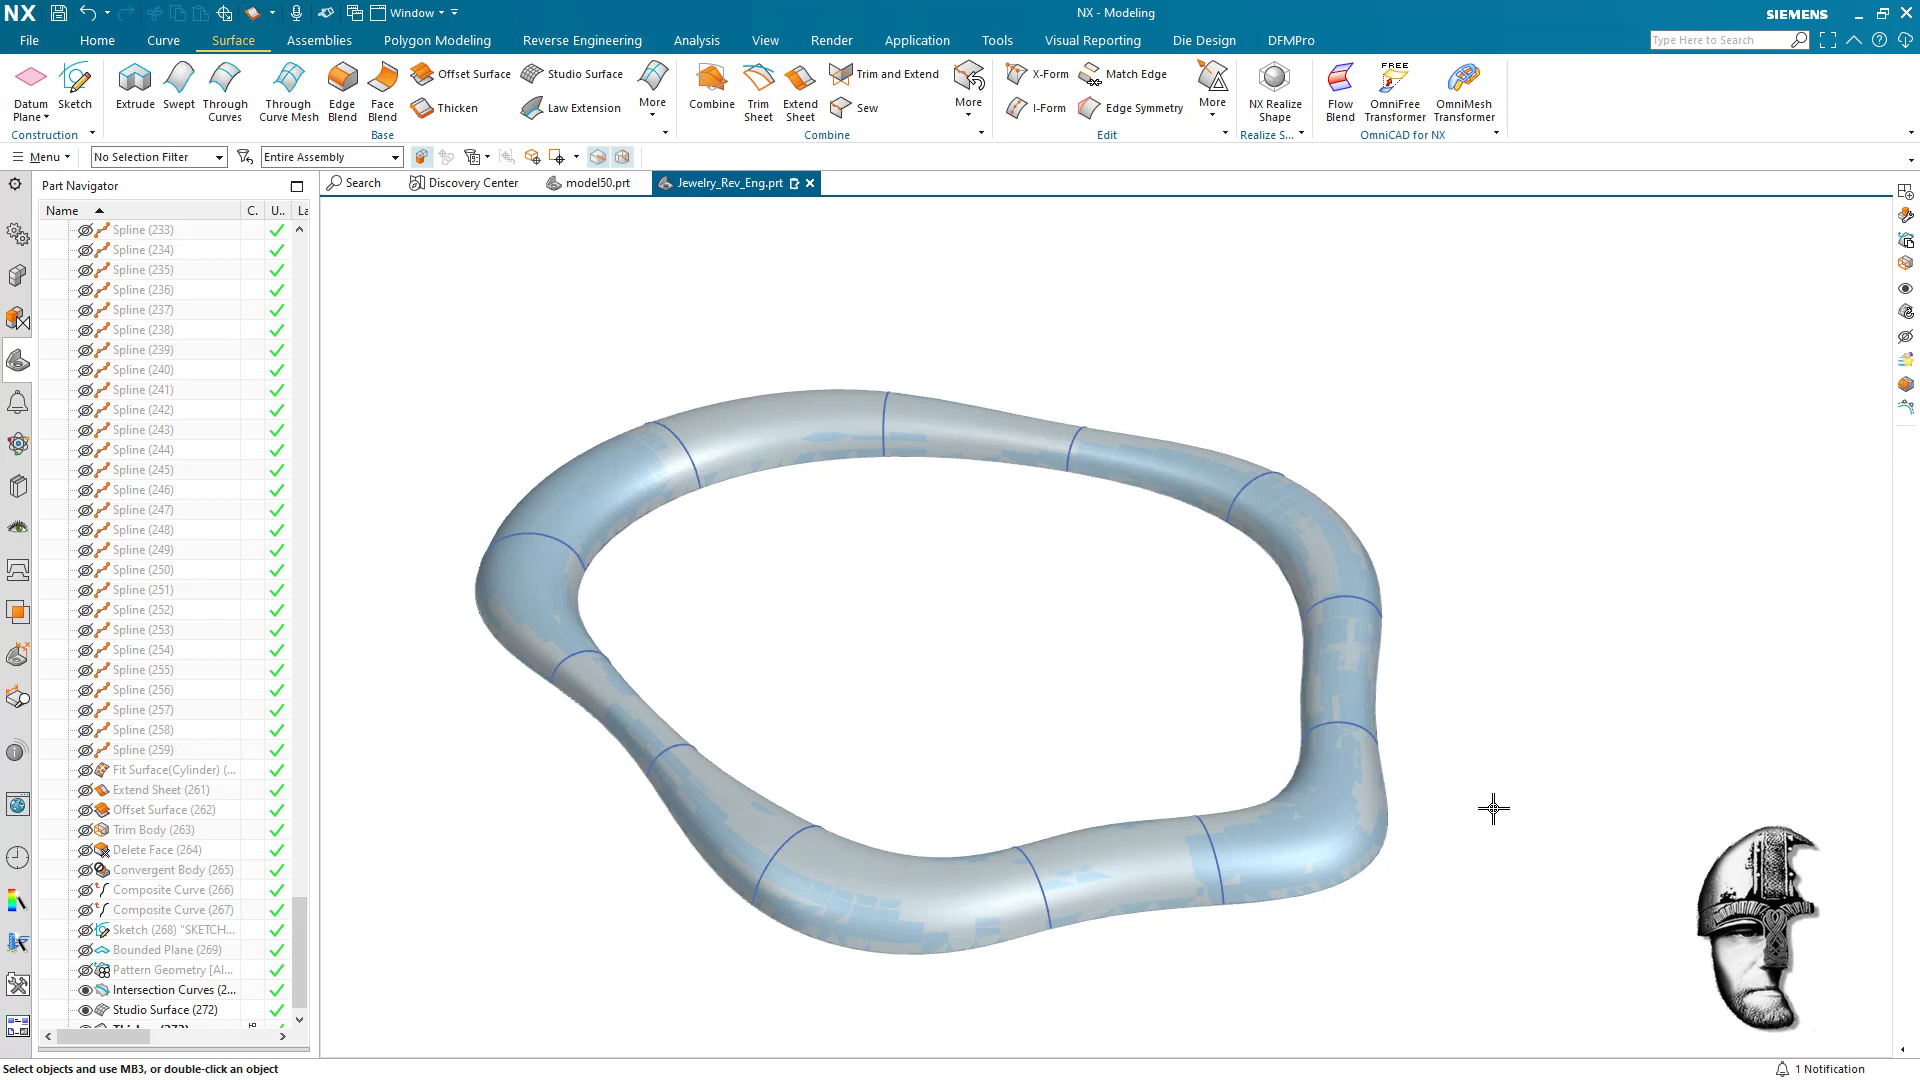 NX
Window
NX - Modeling
SIEMENS
File
Home
Curve
Surface
Assemblies
Polygon Modeling
Reverse Engineering
Analysis
View
Render
Application
Tools
Visual Reporting
Die Design
DFMPro
Type Here to Search
Datum Plane
Sketch
Extrude
Swept
Through Curves
Through Curve Mesh
Edge Blend
Face Blend
Offset Surface
Thicken
Studio Surface
Law Extension
More
Combine
Trim Sheet
Extend Sheet
Trim and Extend
Sew
More
X-Form
I-Form
Match Edge
Edge Symmetry
More
NX Realize Shape
Flow Blend
OmniFree Transformer
OmniMesh Transformer
FREE
Construction
Base
Combine
Edit
Realize S...
OmniCAD for NX
Menu
No Selection Filter
Entire Assembly
Part Navigator
Search
Discovery Center
model50.prt
Jewelry_Rev_Eng.prt
Name
C.
U..
La
Spline (233)
Spline (234)
Spline (235)
Spline (236)
Spline (237)
Spline (238)
Spline (239)
Spline (240)
Spline (241)
Spline (242)
Spline (243)
Spline (244)
Spline (245)
Spline (246)
Spline (247)
Spline (248)
Spline (249)
Spline (250)
Spline (251)
Spline (252)
Spline (253)
Spline (254)
Spline (255)
Spline (256)
Spline (257)
Spline (258)
Spline (259)
Fit Surface(Cylinder) (...
Extend Sheet (261)
Offset Surface (262)
Trim Body (263)
Delete Face (264)
Convergent Body (265)
Composite Curve (266)
Composite Curve (267)
Sketch (268) "SKETCH...
Bounded Plane (269)
Pattern Geometry [Al...
Intersection Curves (2...
Studio Surface (272)
Select objects and use MB3, or double-click an object
1 Notification